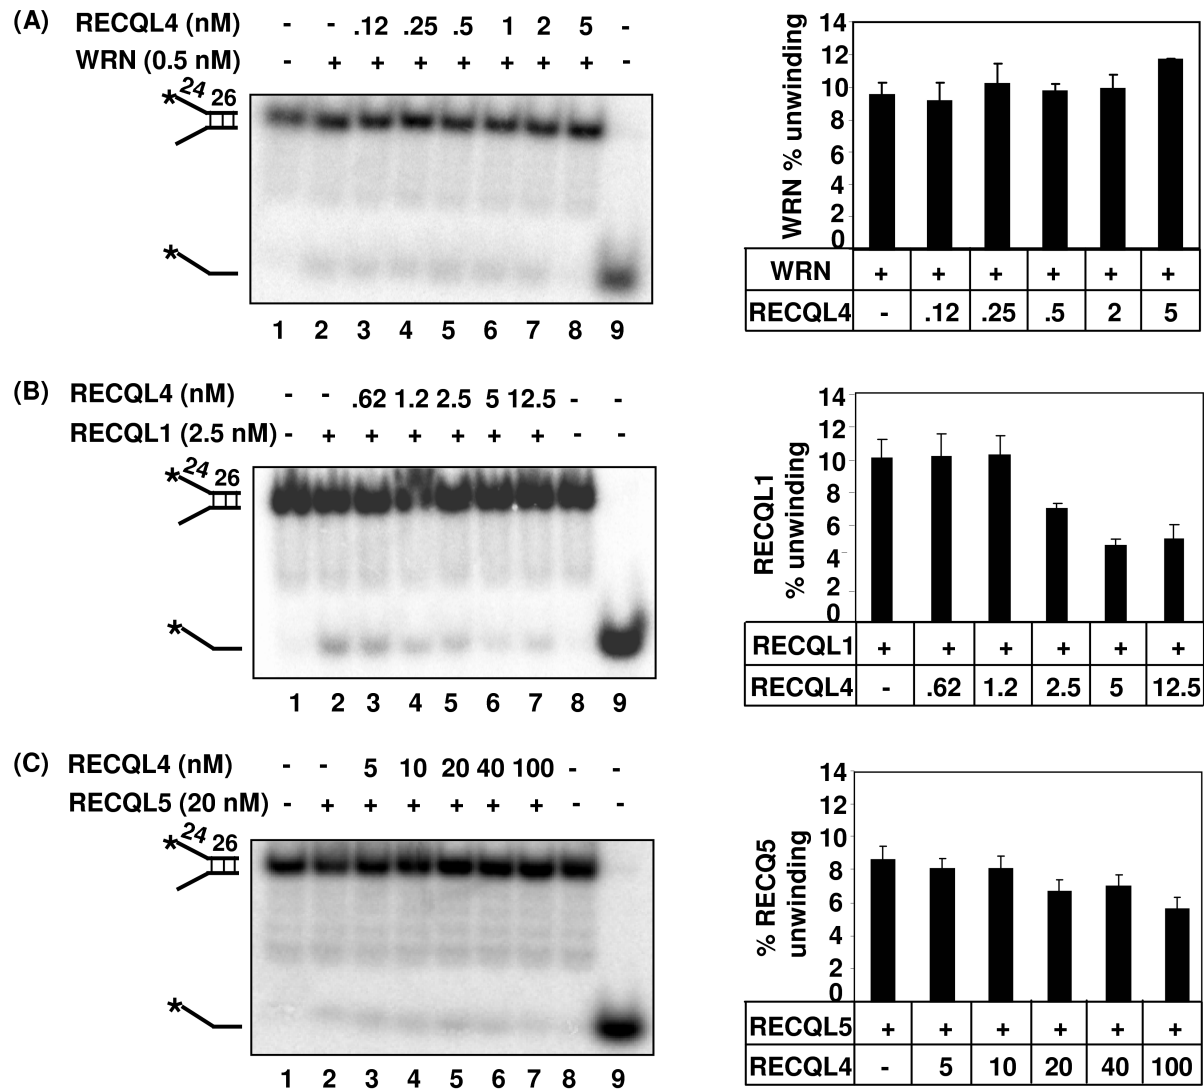 (A) RECQL4 (nM) - - .12 .25 .5 1 2 5 -
WRN (0.5 nM) - + + + + + + + -
* 24 26
*
1 2 3 4 5 6 7 8 9
14
12
10
8
6
4
2
0
WRN % unwinding
WRN + + + + + +
RECQL4 - .12 .25 .5 2 5
(B) RECQL4 (nM) - - .62 1.2 2.5 5 12.5 - -
RECQL1 (2.5 nM) - + + + + + + - -
* 24 26
*
1 2 3 4 5 6 7 8 9
14
12
10
8
6
4
2
0
RECQL1
% unwinding
RECQL1 + + + + + +
RECQL4 - .62 1.2 2.5 5 12.5
(C) RECQL4 (nM) - - 5 10 20 40 100 - -
RECQL5 (20 nM) - + + + + + + - -
* 24 26
*
1 2 3 4 5 6 7 8 9
14
12
10
8
6
4
2
0
% RECQ5
unwinding
RECQL5 + + + + + +
RECQL4 - 5 10 20 40 100